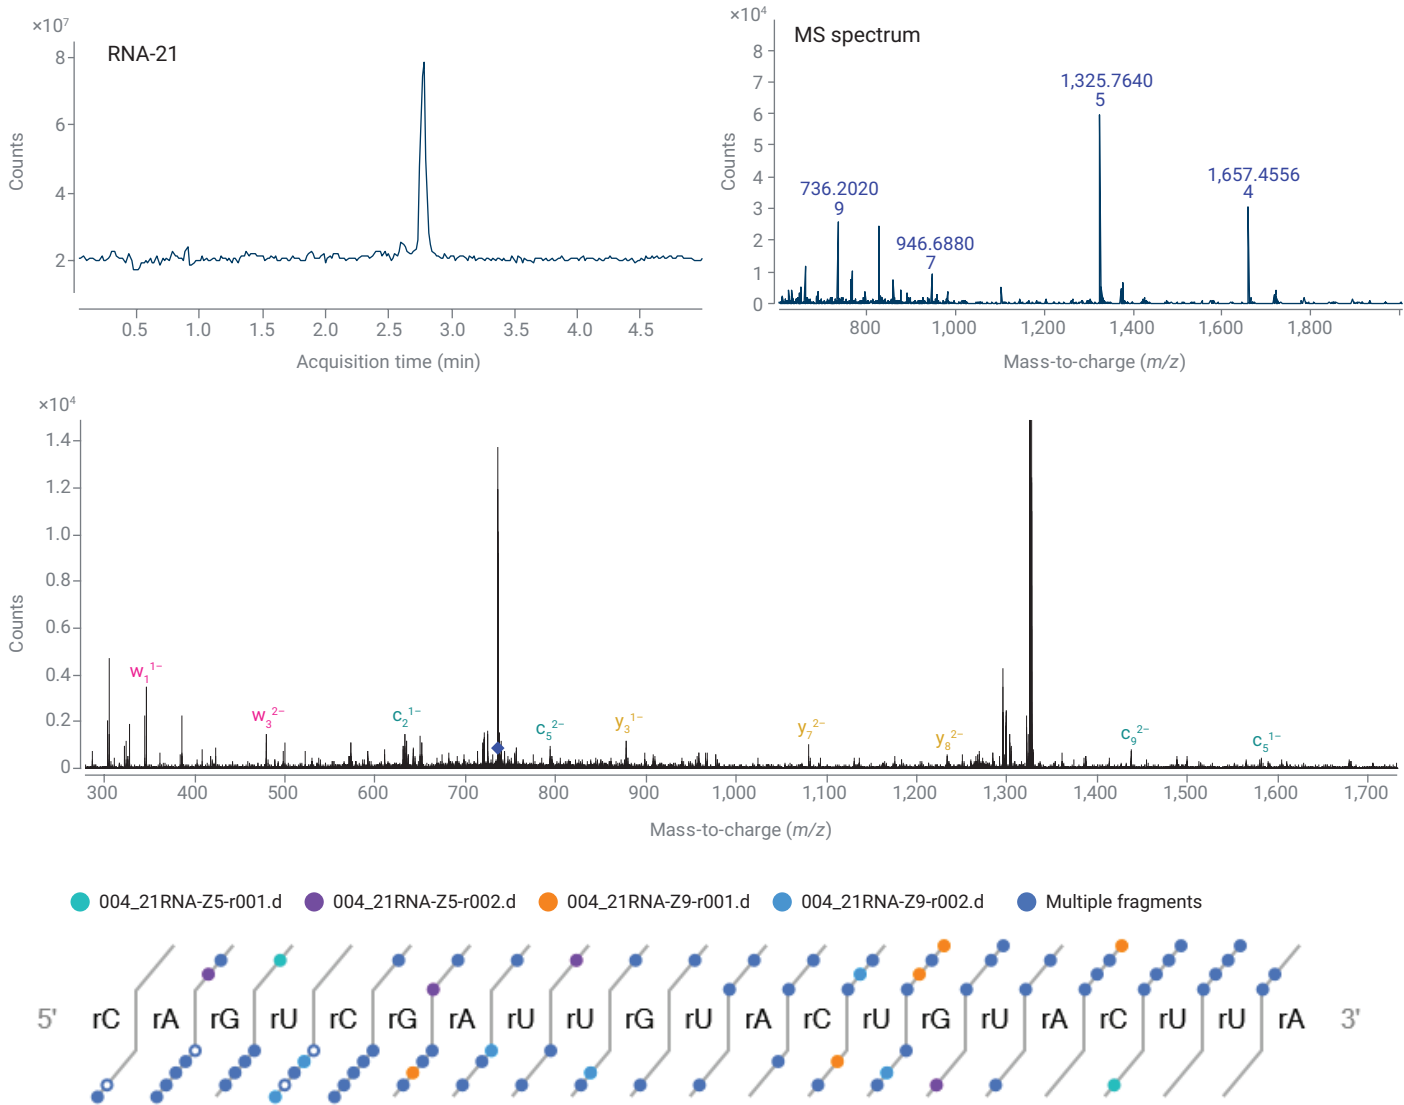 ×10⁷
RNA-21
8
6
4
2
Counts
0.5 1.0 1.5 2.0 2.5 3.0 3.5 4.0 4.5
Acquisition time (min)
×10⁴
MS spectrum
8
7
6
5
4
3
2
1
0
Counts
1,325.7640
5
1,657.4556
4
736.2020
9
946.6880
7
800 1,000 1,200 1,400 1,600 1,800
Mass-to-charge (m/z)
×10⁴
1.4
1.2
1.0
0.8
0.6
0.4
0.2
0
Counts
w₁¹⁻
w₃²⁻
c₂¹⁻
c₅²⁻
y₃¹⁻
y₇²⁻
y₈²⁻
c₉²⁻
c₅¹⁻
300 400 500 600 700 800 900 1,000 1,100 1,200 1,300 1,400 1,500 1,600 1,700
Mass-to-charge (m/z)
004_21RNA-Z5-r001.d 004_21RNA-Z5-r002.d 004_21RNA-Z9-r001.d 004_21RNA-Z9-r002.d Multiple fragments
5' rC rA rG rU rC rG rA rU rU rG rU rA rC rU rG rU rA rC rU rU rA 3'